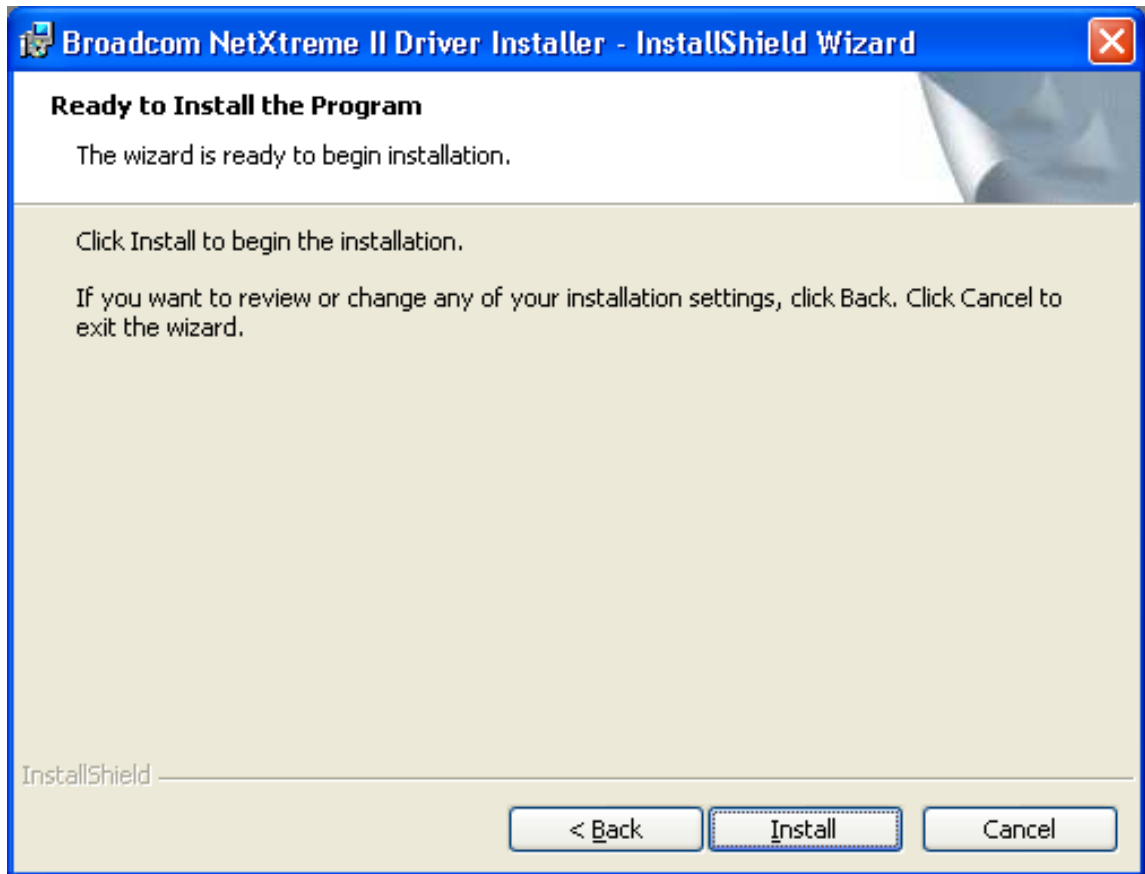 Broadcom NetXtreme II Driver Installer - InstallShield Wizard
Ready to Install the Program
The wizard is ready to begin installation.
Click Install to begin the installation.
If you want to review or change any of your installation settings, click Back. Click Cancel to
exit the wizard.
InstallShield
< Back Install Cancel